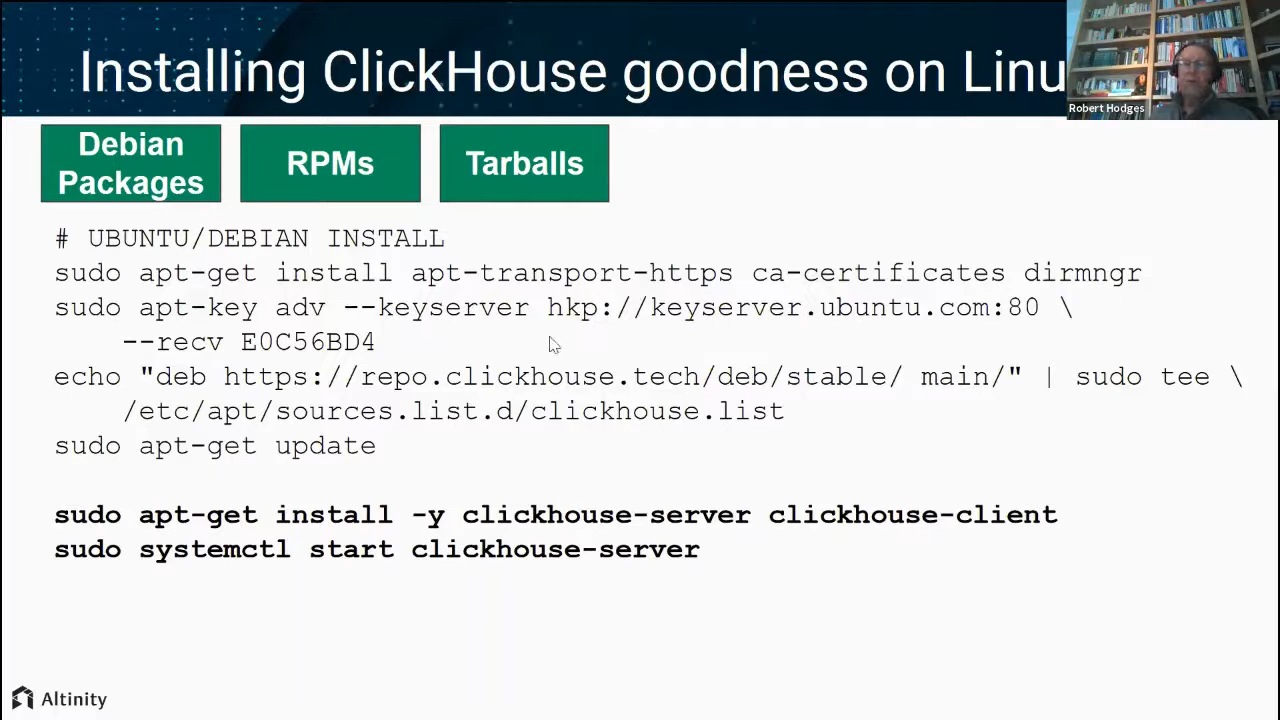 Installing ClickHouse goodness on Linu
Robert Hodges
Debian
Packages
RPMs
Tarballs
# UBUNTU/DEBIAN INSTALL
sudo apt-get install apt-transport-https ca-certificates dirmngr
sudo apt-key adv --keyserver hkp://keyserver.ubuntu.com:80 \
--recv E0C56BD4
echo "deb https://repo.clickhouse.tech/deb/stable/ main/" | sudo tee \
/etc/apt/sources.list.d/clickhouse.list
sudo apt-get update
sudo apt-get install -y clickhouse-server clickhouse-client
sudo systemctl start clickhouse-server
Altinity